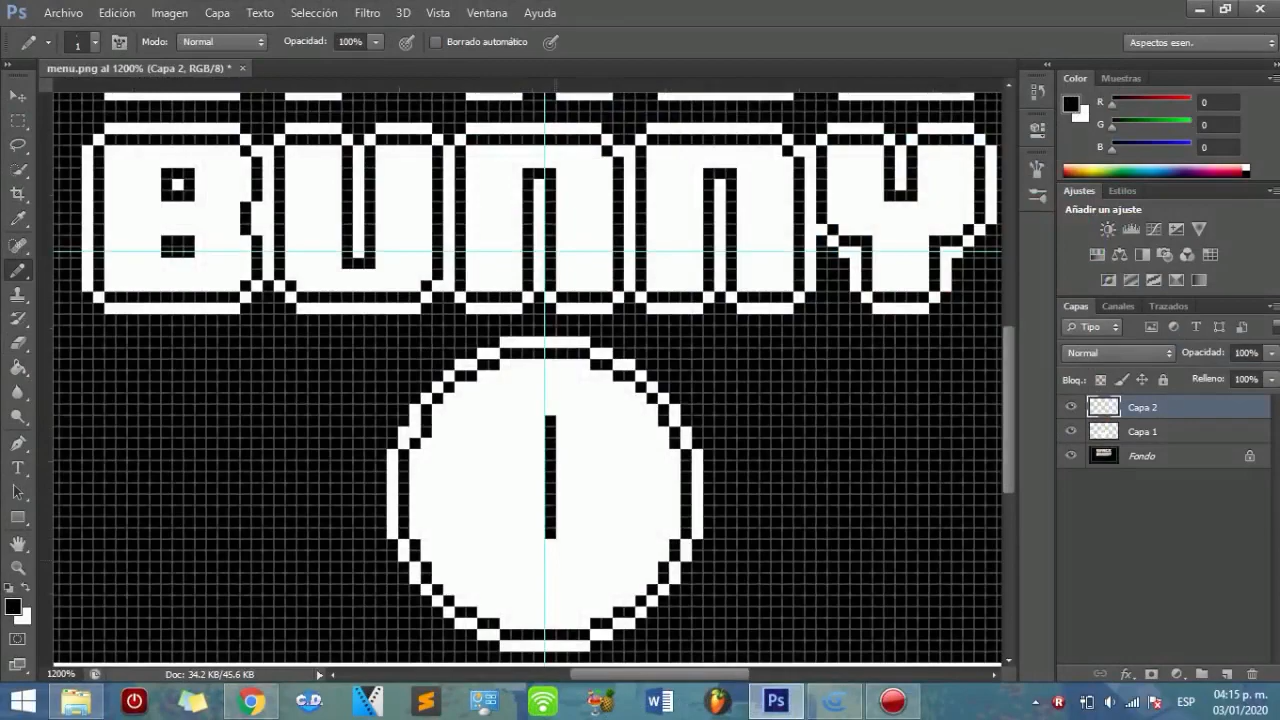 Ps Archivo Edición Imagen Capa Texto Selección Filtro 3D Vista Ventana Ayuda
1 Modo: Normal Opacidad: 100% Borrado automático Aspectos esen.
menu.png al 1200% (Capa 2, RGB/8) * ×
BUNNY
Color Muestras
R 0
G 0
B 0
Ajustes Estilos
Añadir un ajuste
Capas Canales Trazados
Tipo
Normal Opacidad: 100%
Bloq.: Relleno: 100%
Capa 2
Capa 1
Fondo
1200% Doc: 34.2 KB/45.6 KB
ESP 04:15 p. m.
03/01/2020